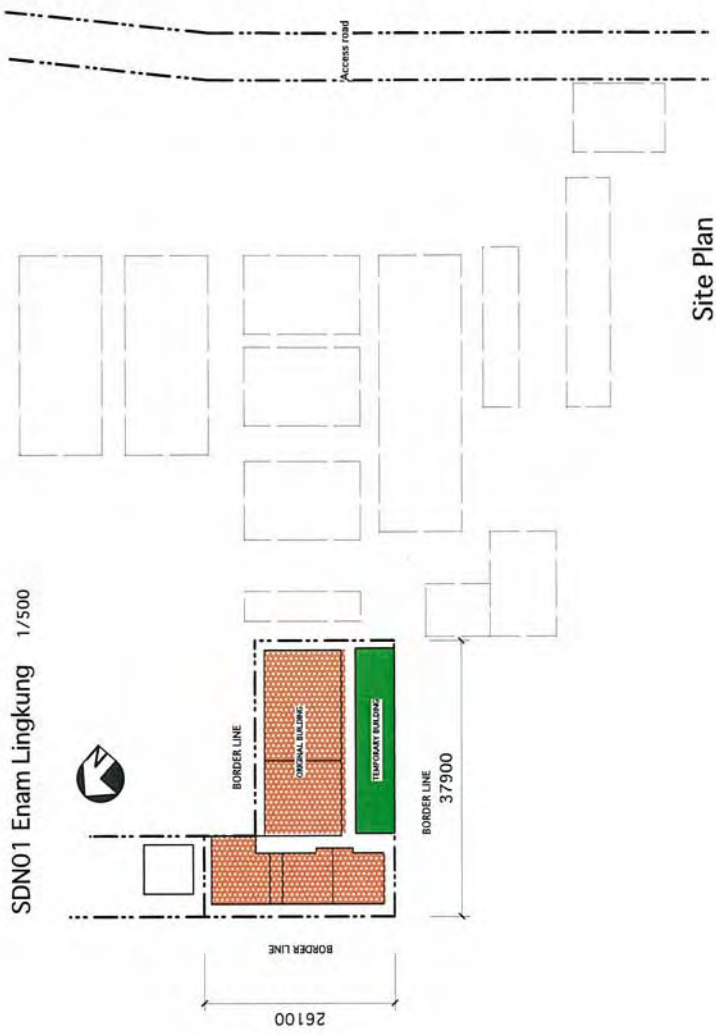 SDN01 Enam Lingkung 1/500
Access road
N
BORDER LINE
ORIGINAL BUILDING
TEMPORARY BUILDING
BORDER LINE
37900
BORDER LINE
26100
Site Plan